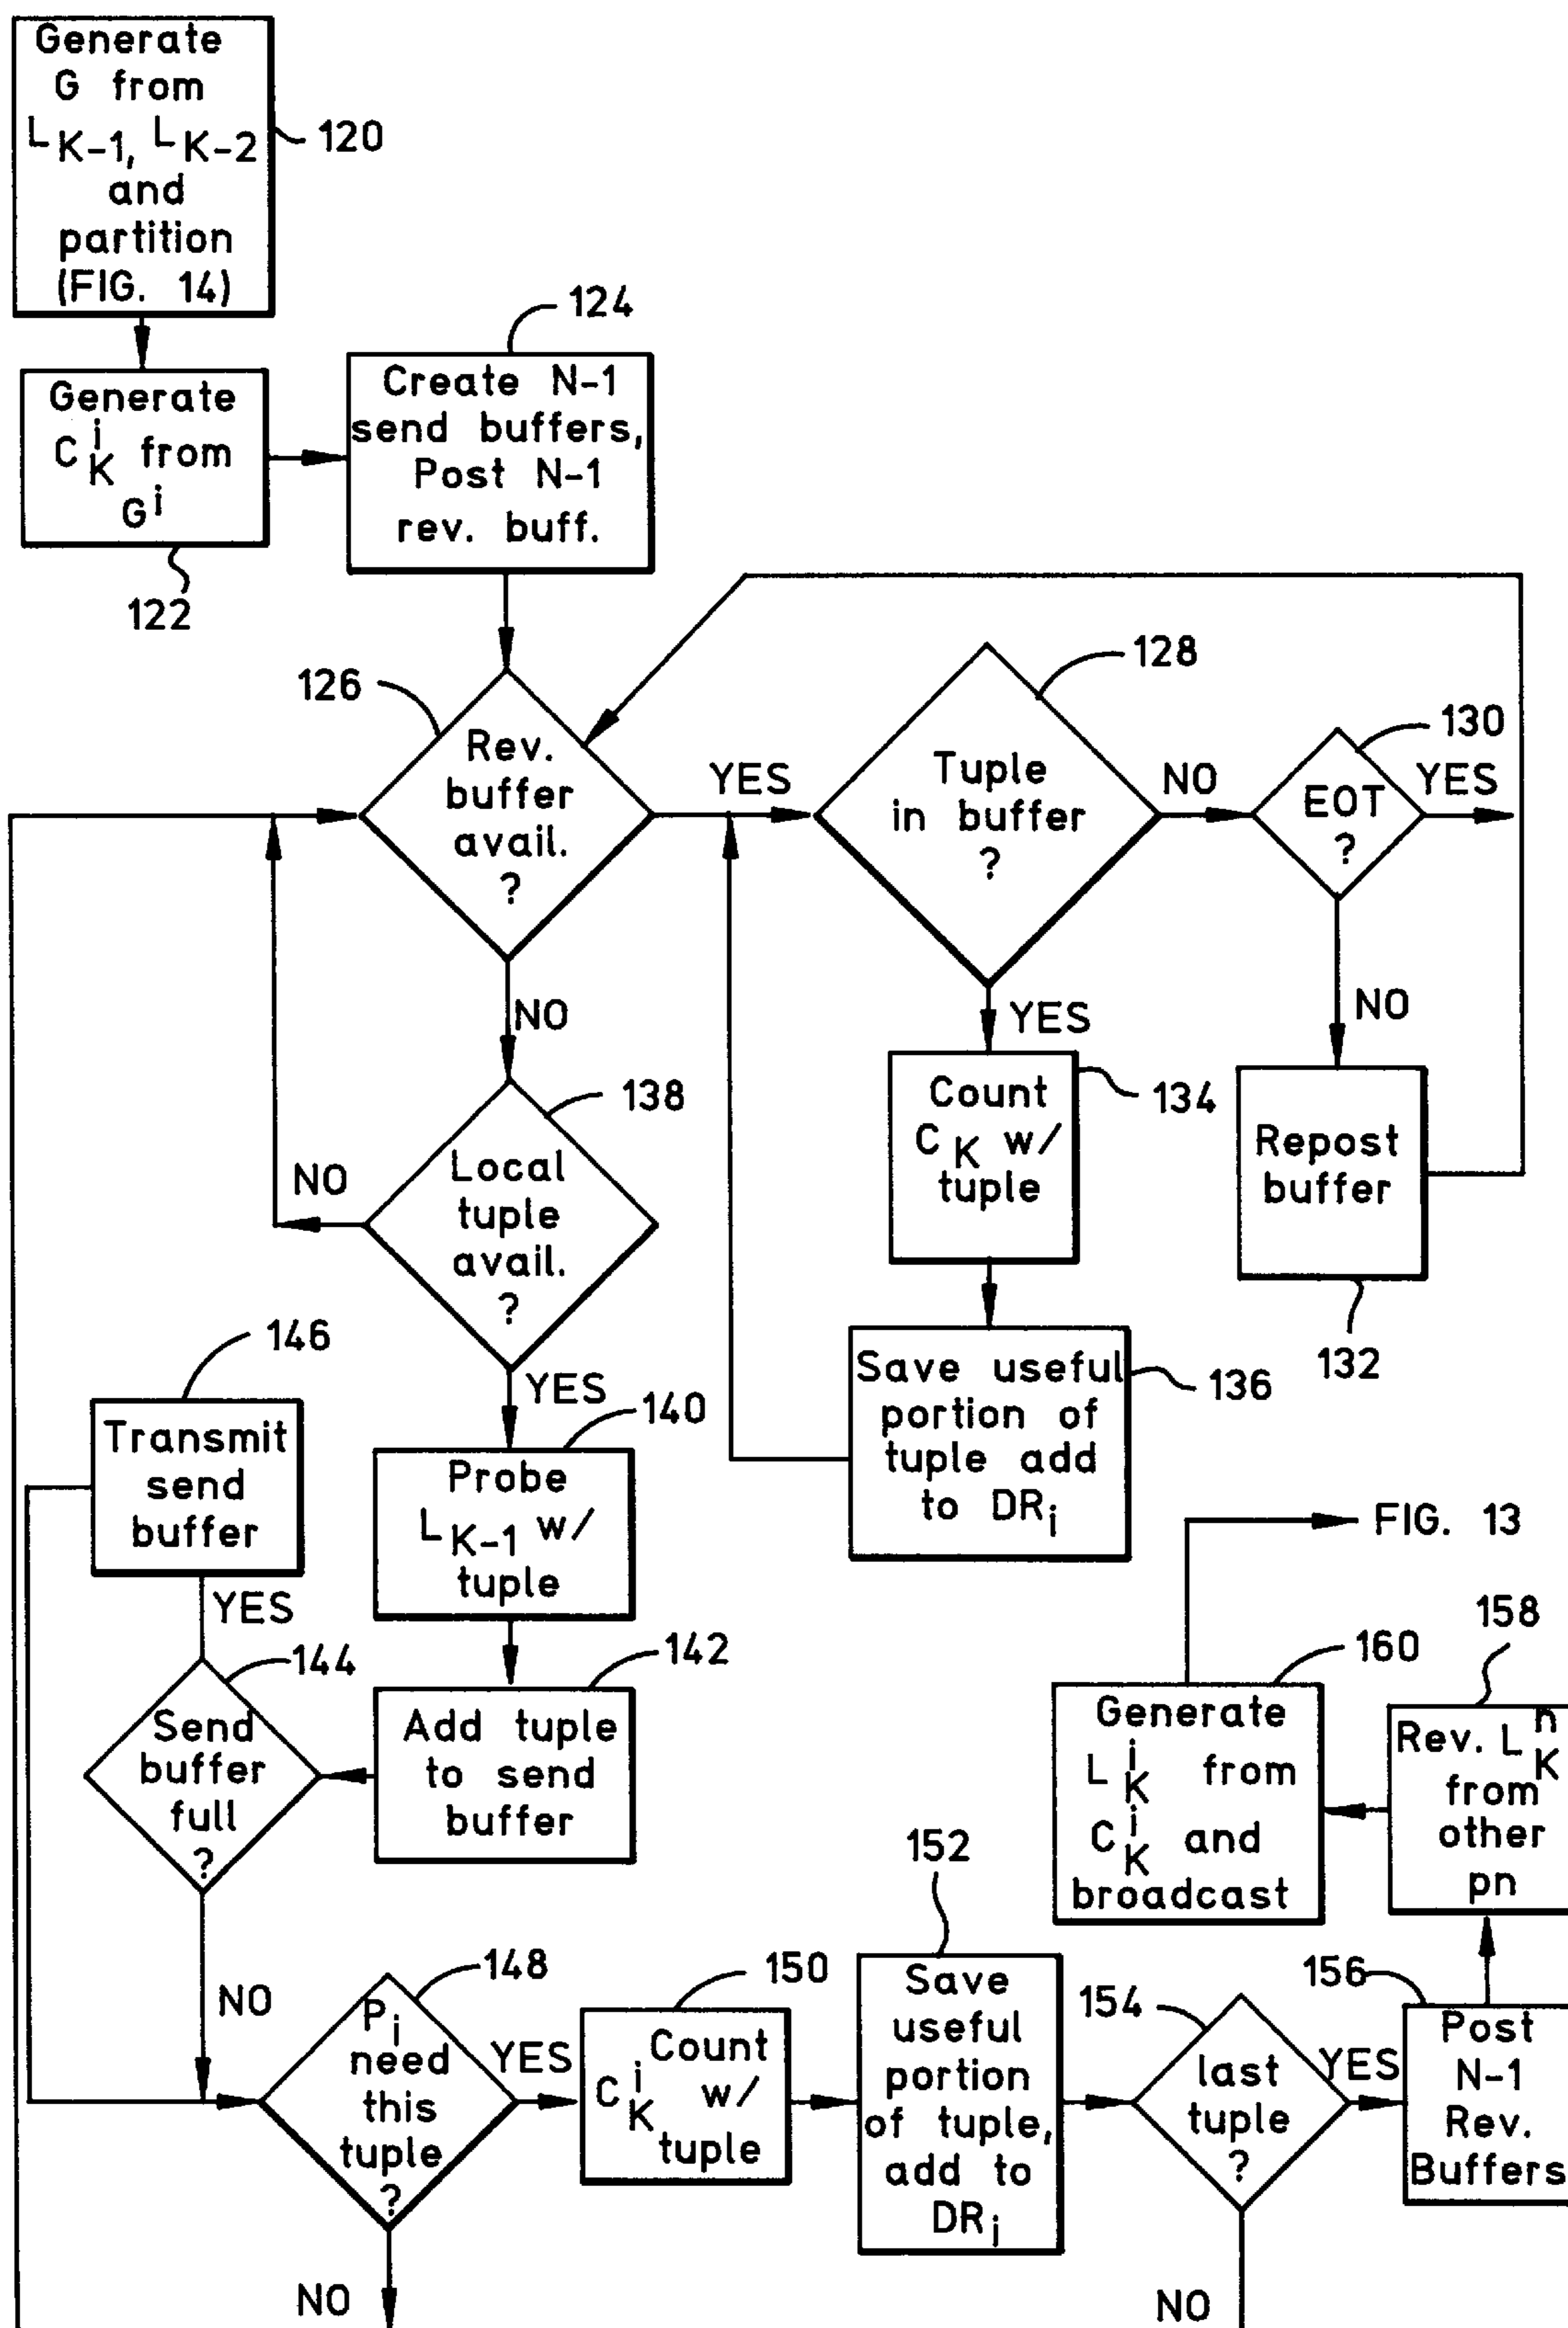 Generate
G from
L K-1, L K-2
and
partition
(FIG. 14)
120
Generate
C i K from
G i
122
124
Create N-1
send buffers,
Post N-1
rev. buff.
126
Rev.
buffer
avail.
?
YES
NO
128
Tuple
in buffer
?
NO
YES
130
EOT
?
YES
NO
Repost
buffer
132
Count
C K w/
tuple
134
Save useful
portion of
tuple add
to DR i
136
138
Local
tuple
avail.
?
NO
YES
140
Probe
L K-1 w/
tuple
142
Add tuple
to send
buffer
144
Send
buffer
full
?
YES
NO
146
Transmit
send
buffer
148
P i
need
this
tuple
?
YES
NO
150
Count
C i K w/
tuple
152
Save
useful
portion
of tuple,
add to
DR i
154
last
tuple
?
YES
NO
156
Post
N-1
Rev.
Buffers
158
Rev. L n K
from
other
pn
160
Generate
L i K from
C i K and
broadcast
FIG. 13